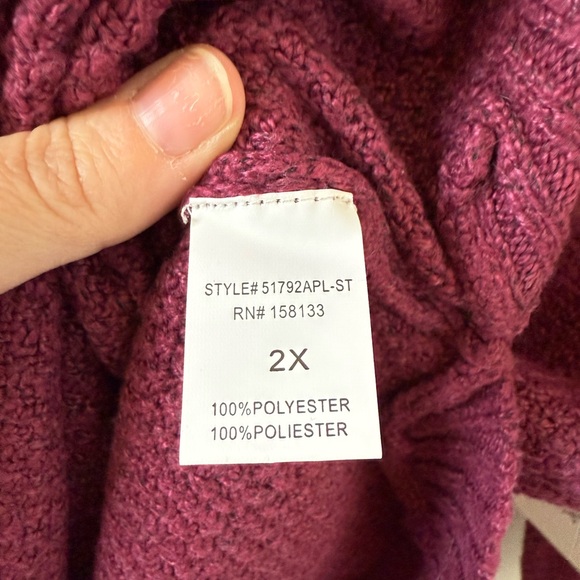 STYLE# 51792APL-ST
RN# 158133
2X
100%POLYESTER
100%POLIESTER